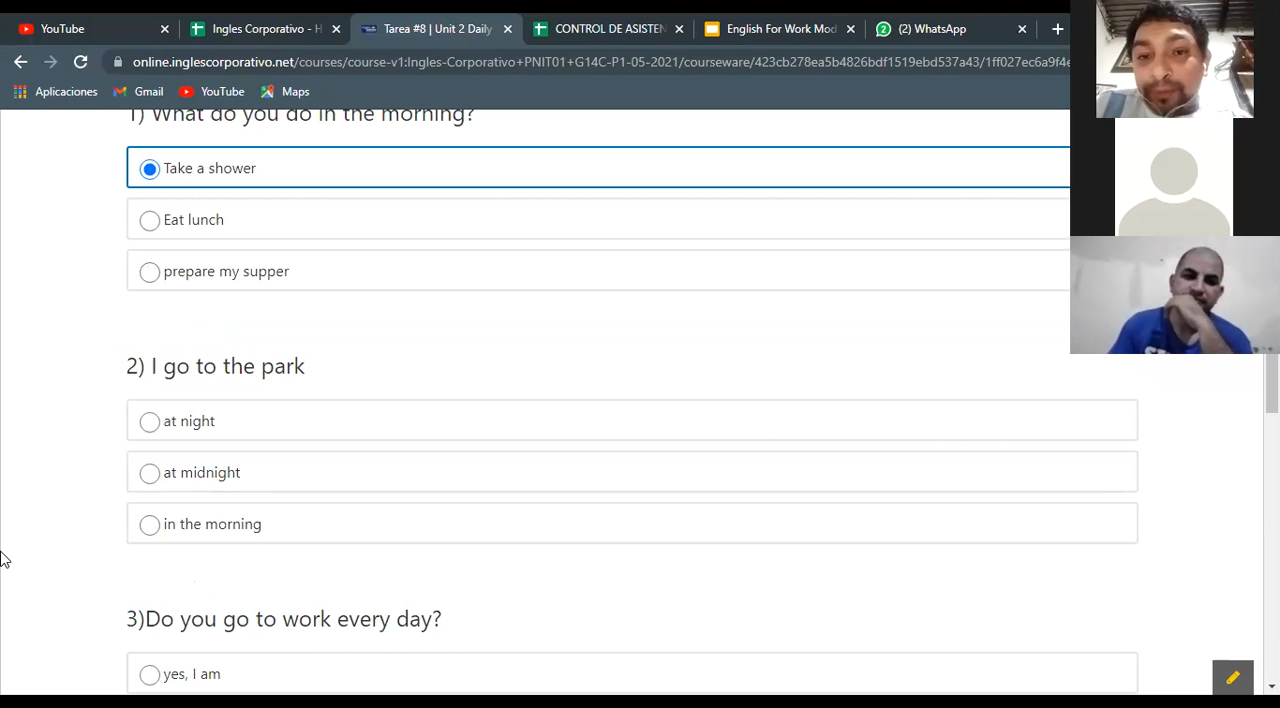 YouTube
Ingles Corporativo - H
Tarea #8 | Unit 2 Daily
CONTROL DE ASISTEN
English For Work Mod
(2) WhatsApp
online.inglescorporativo.net/courses/course-v1:Ingles-Corporativo+PNIT01+G14C-P1-05-2021/courseware/423cb278ea5b4826bdf1519ebd537a43/1ff027ec6a9f4e
Aplicaciones
Gmail
YouTube
Maps
1) What do you do in the morning?
Take a shower
Eat lunch
prepare my supper
2) I go to the park
at night
at midnight
in the morning
3)Do you go to work every day?
yes, I am